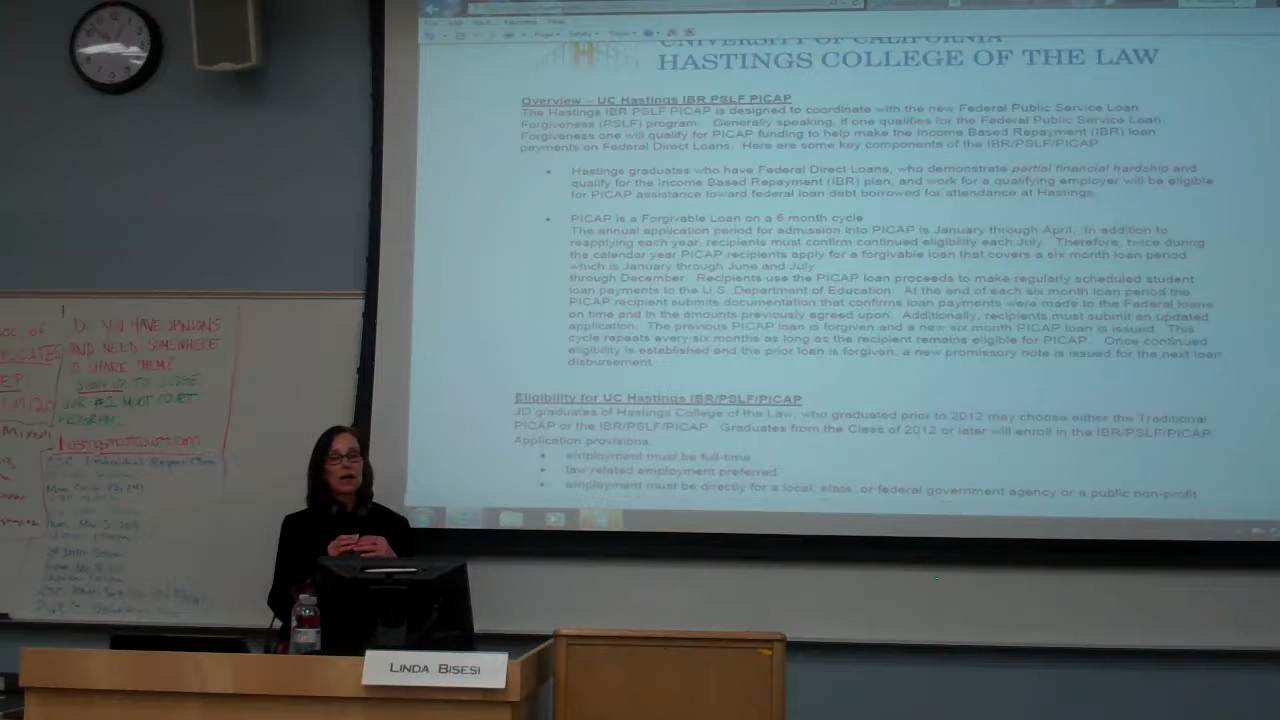 UNIVERSITY OF CALIFORNIA
HASTINGS COLLEGE OF THE LAW
Overview – UC Hastings IBR PSLF PICAP
The Hastings IBR PSLF PICAP is designed to coordinate with the new Federal Public Service Loan
Forgiveness (PSLF) program. Generally speaking, if one qualifies for the Federal Public Service Loan
Forgiveness one will qualify for PICAP funding to help make the Income Based Repayment (IBR) loan
payments on Federal Direct Loans. Here are some key components of the IBR/PSLF/PICAP.
• Hastings graduates who have Federal Direct Loans, who demonstrate partial financial hardship and
qualify for the Income Based Repayment (IBR) plan, and work for a qualifying employer will be eligible
for PICAP assistance toward federal loan debt borrowed for attendance at Hastings.
• PICAP is a Forgivable Loan on a 6 month cycle
The annual application period for admission into PICAP is January through April. In addition to
reapplying each year, recipients must confirm continued eligibility each July. Therefore, twice during
the calendar year PICAP recipients apply for a forgivable loan that covers a six month loan period
which is January through June and July
through December. Recipients use the PICAP loan proceeds to make regularly scheduled student
loan payments to the U.S. Department of Education. At the end of each six month loan period the
PICAP recipient submits documentation that confirms loan payments were made to the Federal loans
on time and in the amounts previously agreed upon. Additionally, recipients must submit an updated
application. The previous PICAP loan is forgiven and a new six month PICAP loan is issued. This
cycle repeats every six months as long as the recipient remains eligible for PICAP. Once continued
eligibility is established and the prior loan is forgiven, a new promissory note is issued for the next loan
disbursement.
Eligibility for UC Hastings IBR/PSLF/PICAP
JD graduates of Hastings College of the Law, who graduated prior to 2012 may choose either the Traditional
PICAP or the IBR/PSLF/PICAP. Graduates from the Class of 2012 or later will enroll in the IBR/PSLF/PICAP.
Application provisions.
• employment must be full-time
• law related employment preferred
• employment must be directly for a local, state, or federal government agency or a public non-profit
DO YOU HAVE
AND NEED SOMEWHERE
TO SHARE THEM?
SIGN UP TO JUDGE
OUR #1 MOOT COURT
PROGRAM
LINDA BISESI